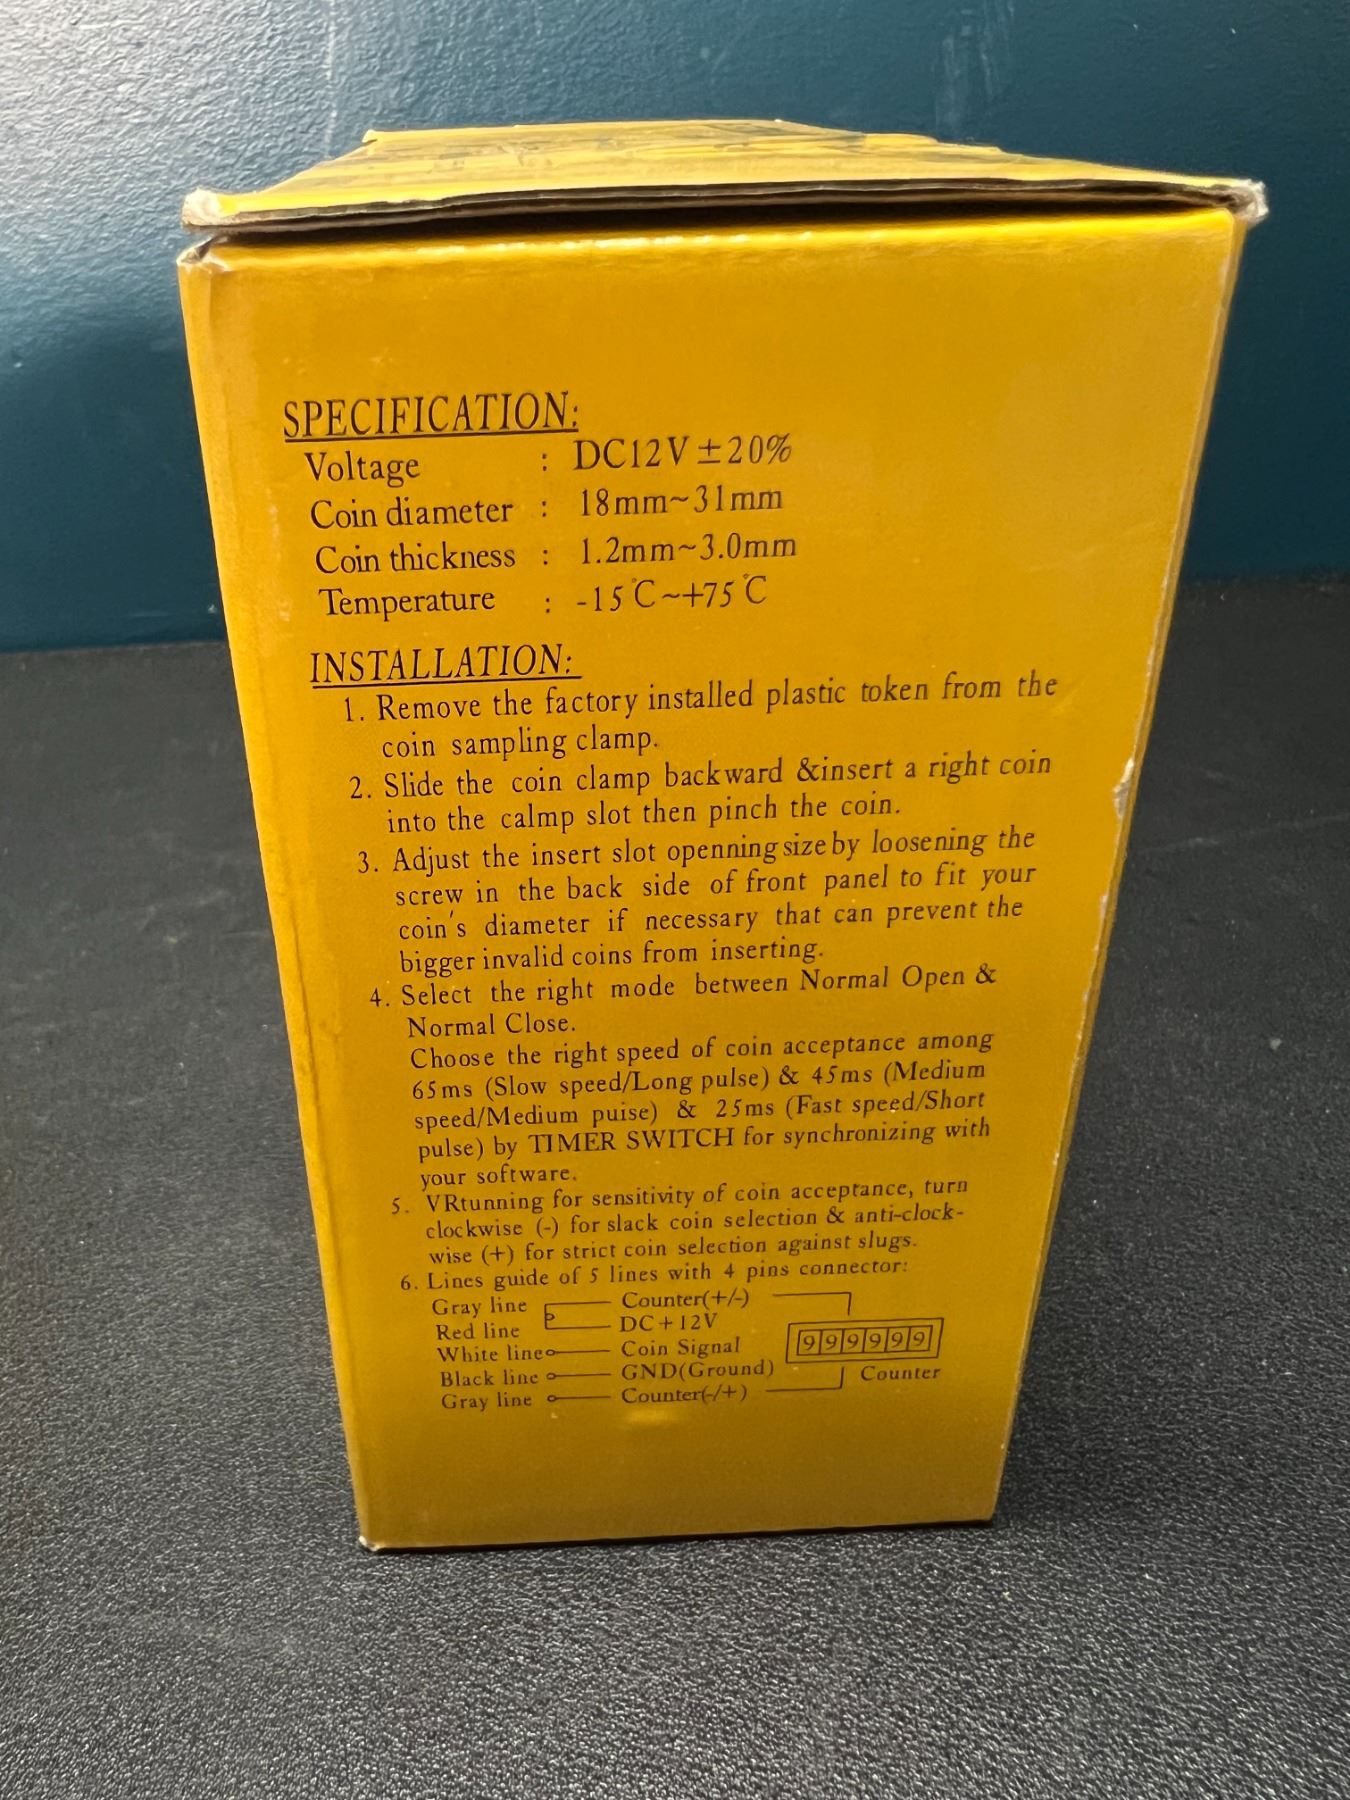 SPECIFICATION:
Voltage : DC12V±20%
Coin diameter : 18mm~31mm
Coin thickness : 1.2mm~3.0mm
Temperature : -15℃~+75℃
INSTALLATION:
1. Remove the factory installed plastic token from the
coin sampling clamp.
2. Slide the coin clamp backward &insert a right coin
into the calmp slot then pinch the coin.
3. Adjust the insert slot openning size by loosening the
screw in the back side of front panel to fit your
coin's diameter if necessary that can prevent the
bigger invalid coins from inserting.
4. Select the right mode between Normal Open &
Normal Close.
Choose the right speed of coin acceptance among
65ms (Slow speed/Long pulse) & 45ms (Medium
speed/Medium puise) & 25ms (Fast speed/Short
pulse) by TIMER SWITCH for synchronizing with
your software.
5. VRtunning for sensitivity of coin acceptance, turn
clockwise (-) for slack coin selection & anti-clock-
wise (+) for strict coin selection against slugs.
6. Lines guide of 5 lines with 4 pins connector:
Gray line Counter(+/-)
Red line DC+12V
White line Coin Signal 999999
Black line GND(Ground) Counter
Gray line Counter(-/+)